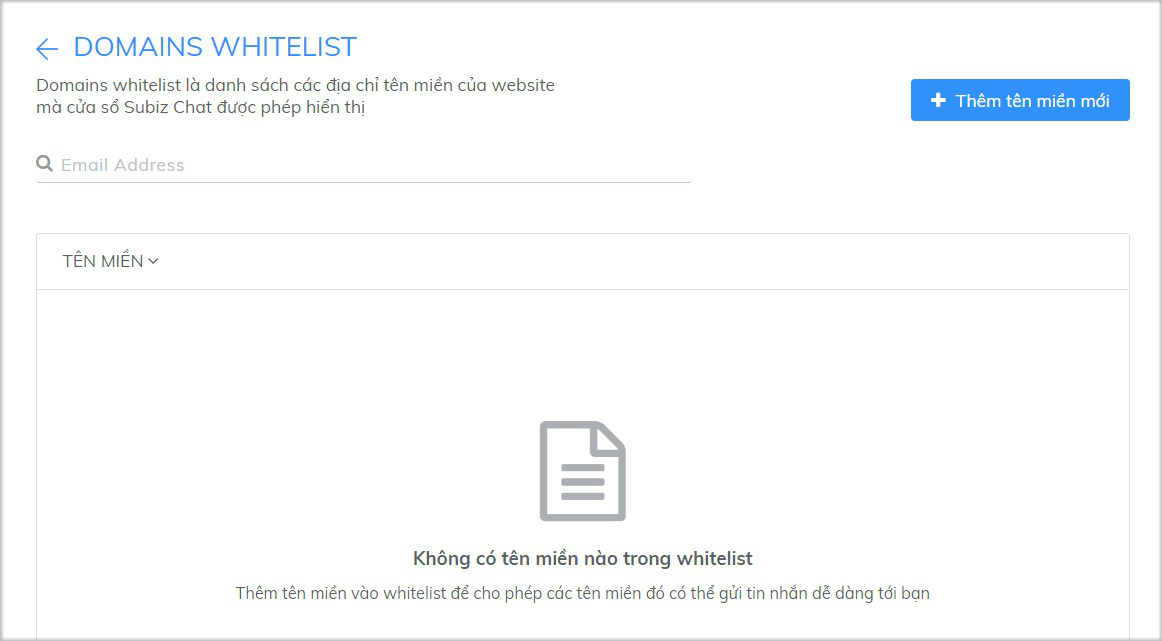 DOMAINS WHITELIST
Domains whitelist là danh sách các địa chỉ tên miền của website
mà cửa sổ Subiz Chat được phép hiển thị
Thêm tên miền mới
Email Address
TÊN MIỀN
Không có tên miền nào trong whitelist
Thêm tên miền vào whitelist để cho phép các tên miền đó có thể gửi tin nhắn dễ dàng tới bạn